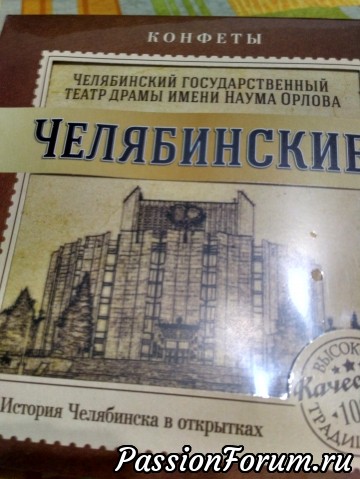 КОНФЕТЫ
ЧЕЛЯБИНСКИЙ ГОСУДАРСТВЕННЫЙ
ТЕАТР ДРАМЫ ИМЕНИ НАУМА ОРЛОВА
ЧЕЛЯБИНСКИЕ
История Челябинска в открытках
PassionForum.ru